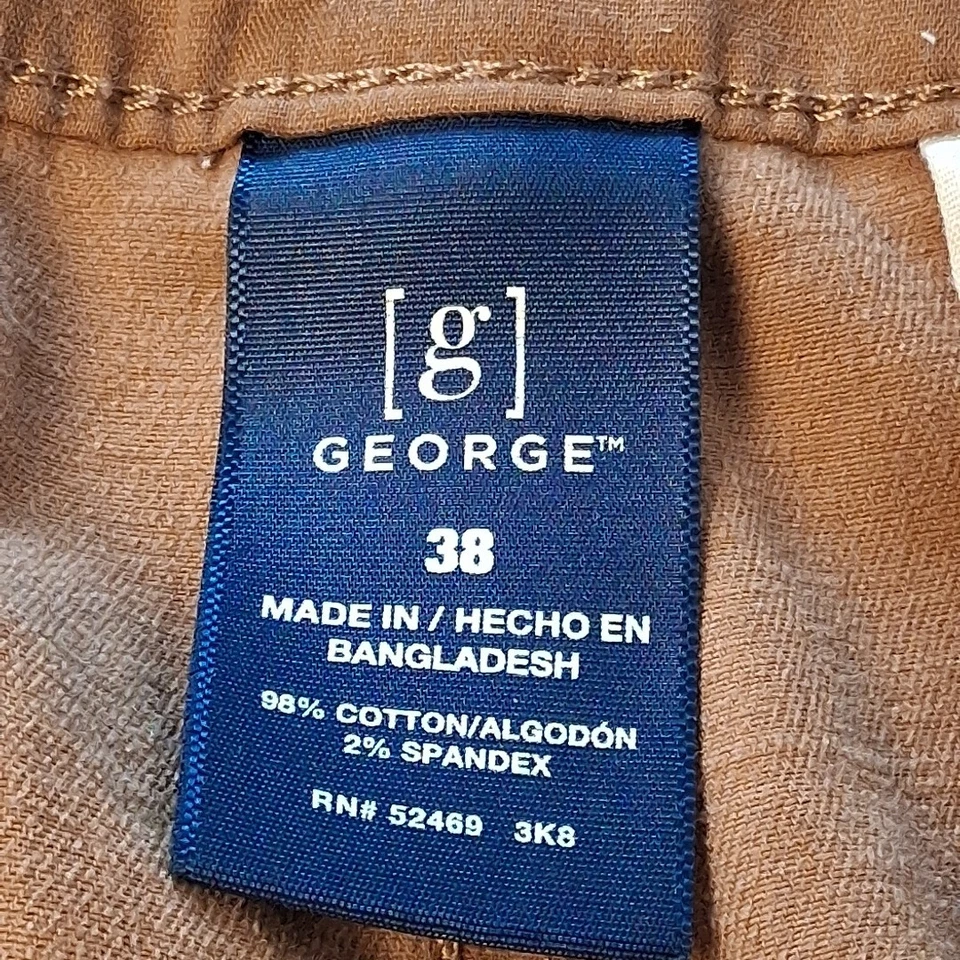 [g]
GEORGE™
38
MADE IN / HECHO EN
BANGLADESH
98% COTTON/ALGODÓN
2% SPANDEX
RN# 52469 3K8